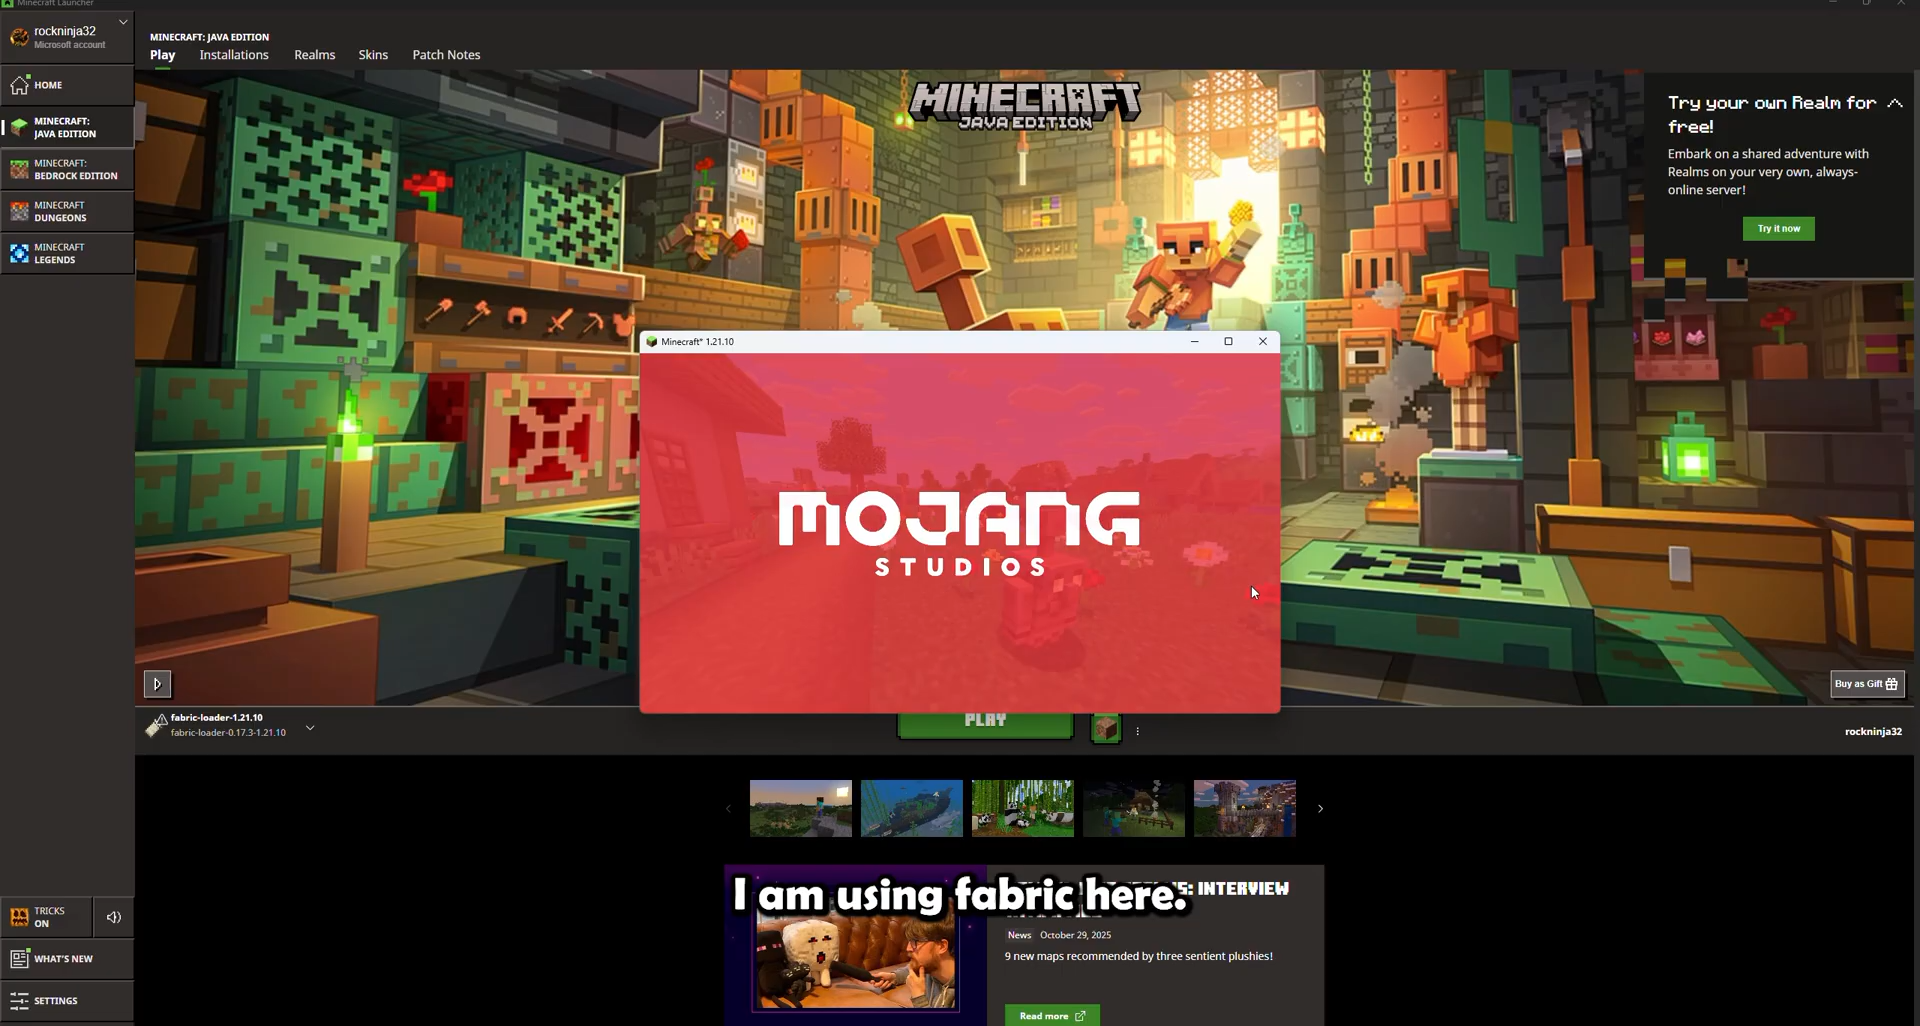 Minecraft Launcher
rockninja32
Microsoft account
HOME
MINECRAFT:
JAVA EDITION
MINECRAFT:
BEDROCK EDITION
MINECRAFT
DUNGEONS
MINECRAFT
LEGENDS
TRICKS
ON
WHAT'S NEW
SETTINGS
MINECRAFT: JAVA EDITION
Play Installations Realms Skins Patch Notes
MINECRAFT
JAVA EDITION
Try your own Realm for
free!
Embark on a shared adventure with
Realms on your very own, always-
online server!
Try it now
Minecraft* 1.21.10
MOJANG
STUDIOS
Buy as Gift
fabric-loader-1.21.10
fabric-loader-0.17.3-1.21.10
PLAY
rockninja32
I am using fabric here.
INTERVIEW
News October 29, 2025
9 new maps recommended by three sentient plushies!
Read more